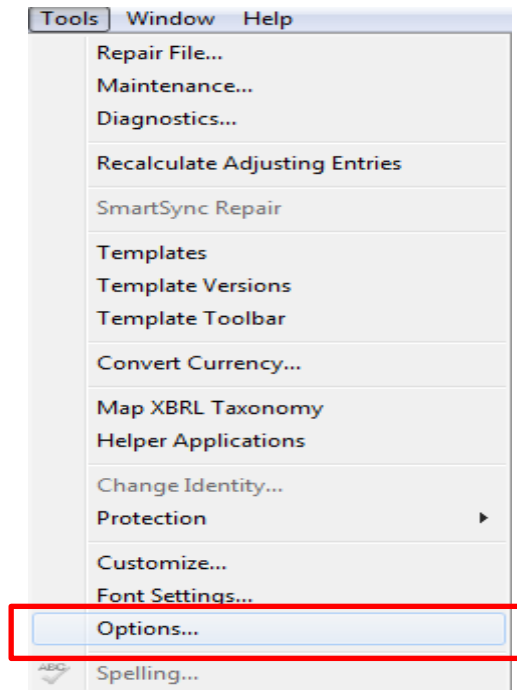 Tools Window Help
Repair File...
Maintenance...
Diagnostics...
Recalculate Adjusting Entries
SmartSync Repair
Templates
Template Versions
Template Toolbar
Convert Currency...
Map XBRL Taxonomy
Helper Applications
Change Identity...
Protection
Customize...
Font Settings...
Options...
ABC Spelling...